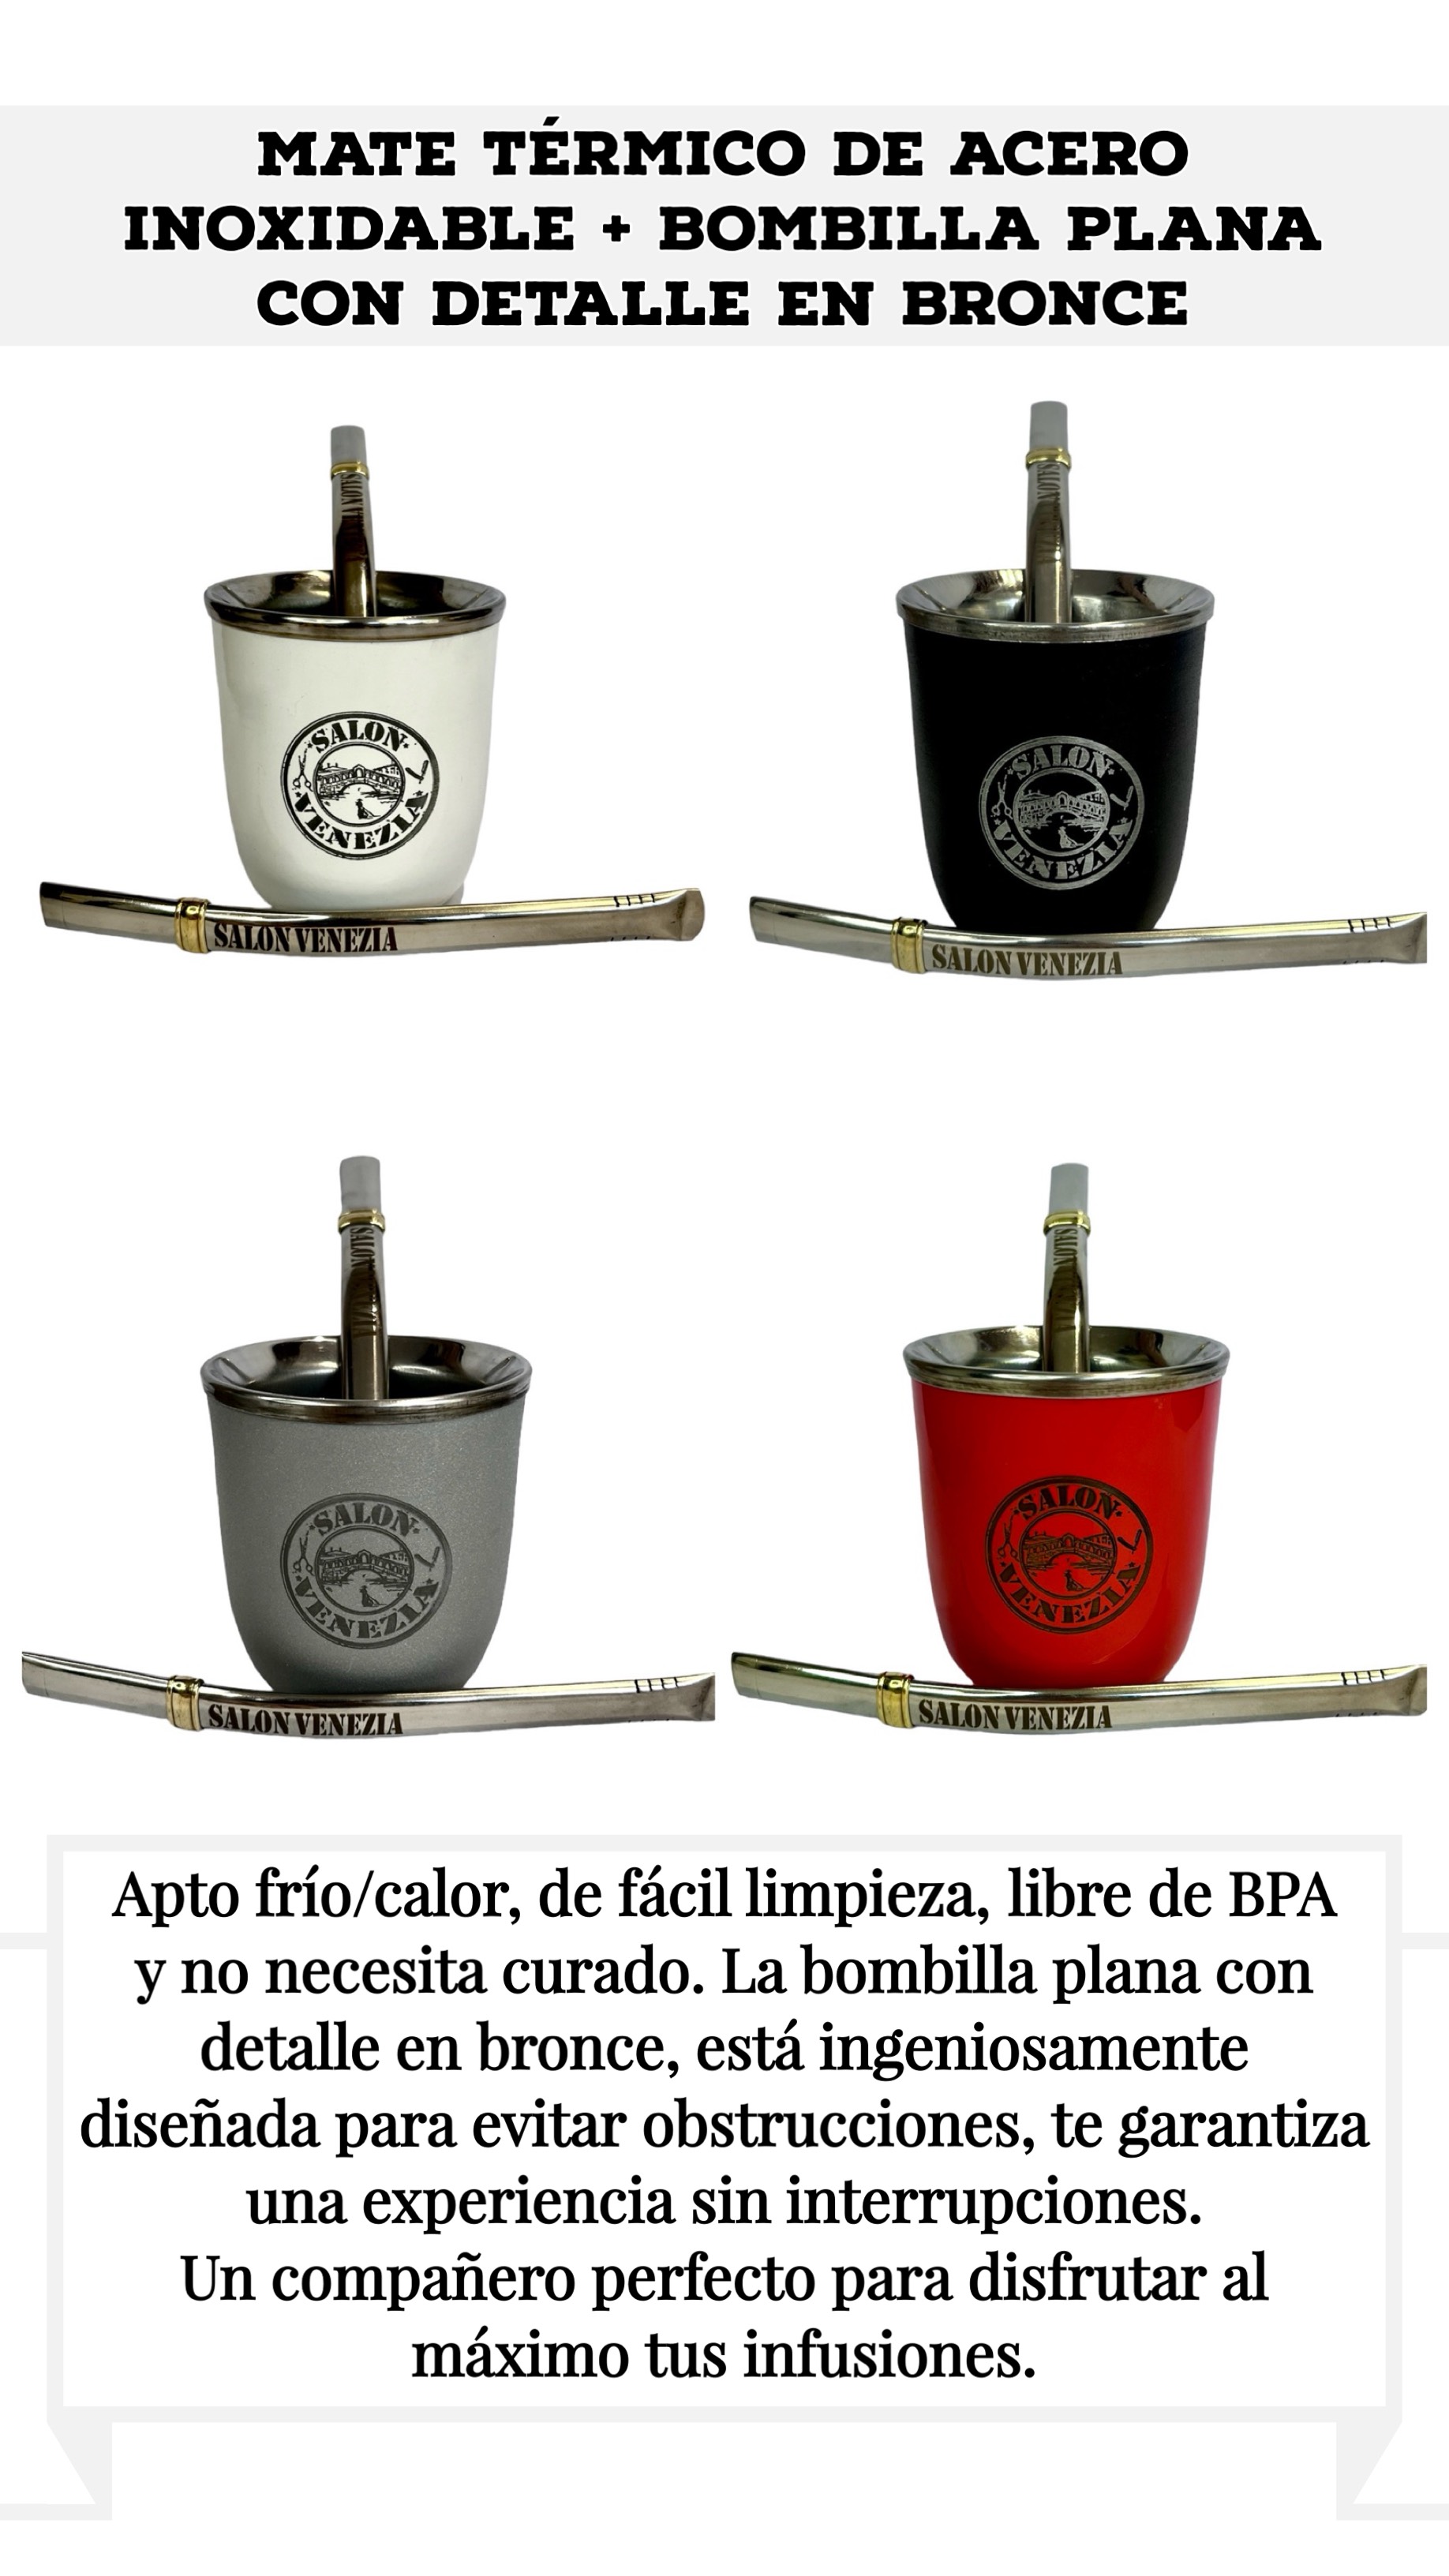 MATE TÉRMICO DE ACERO
INOXIDABLE + BOMBILLA PLANA
CON DETALLE EN BRONCE
SALON
VENEZIA
SALON VENEZIA
SALON
VENEZIA
SALON VENEZIA
SALON
VENEZIA
SALON VENEZIA
SALON
VENEZIA
SALON VENEZIA
Apto frío/calor, de fácil limpieza, libre de BPA
y no necesita curado. La bombilla plana con
detalle en bronce, está ingeniosamente
diseñada para evitar obstrucciones, te garantiza
una experiencia sin interrupciones.
Un compañero perfecto para disfrutar al
máximo tus infusiones.